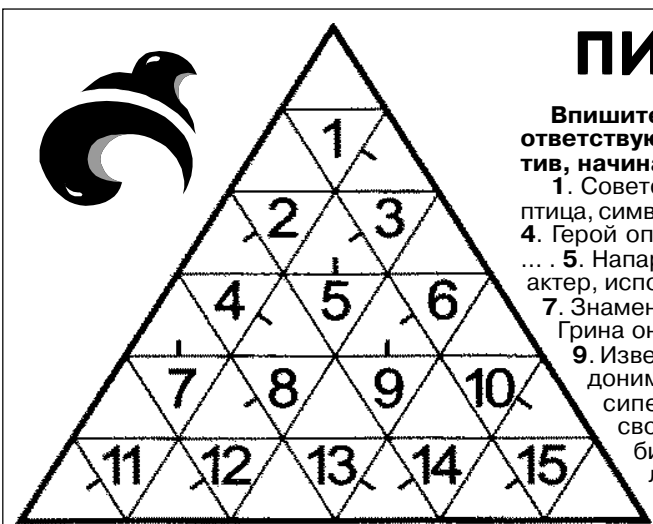 ПИ
Впишите
ответствую
тив, начина
1. Совето
птица, симв
4. Герой оп
... . 5. Напар
актер, испо
7. Знамен
Грина он
9. Изве
доним
сипе
сво
би
1
2 3
4 5 6
7 8 9 10
11 12 13 14 15